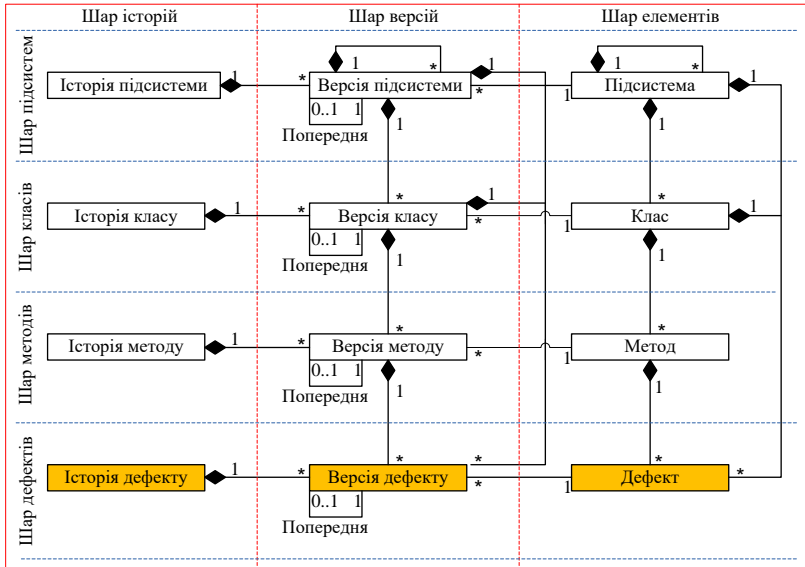 Шар історій
Шар версій
Шар елементів
Шар підсистем
1
*
1
*
1
1
Історія підсистеми
1
*
Версія підсистеми
*
1
Підсистема
0..1 1
1
1
Попередня
Шар класів
*
1
*
1
Історія класу
1
*
Версія класу
*
1
Клас
0..1 1
1
1
Попередня
Шар методів
*
*
Історія методу
1
*
Версія методу
*
1
Метод
0..1 1
1
1
Попередня
Шар дефектів
*
*
*
*
Історія дефекту
1
*
Версія дефекту
*
1
Дефект
0..1 1
Попередня